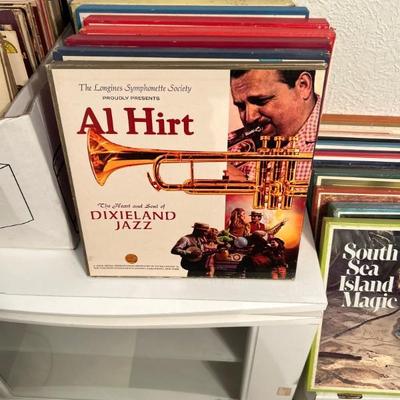 The Longines Symphonette Society
PROUDLY PRESENTS
Al Hirt
The Heart and Soul of
DIXIELAND
JAZZ
South
Sea
Island
Magic